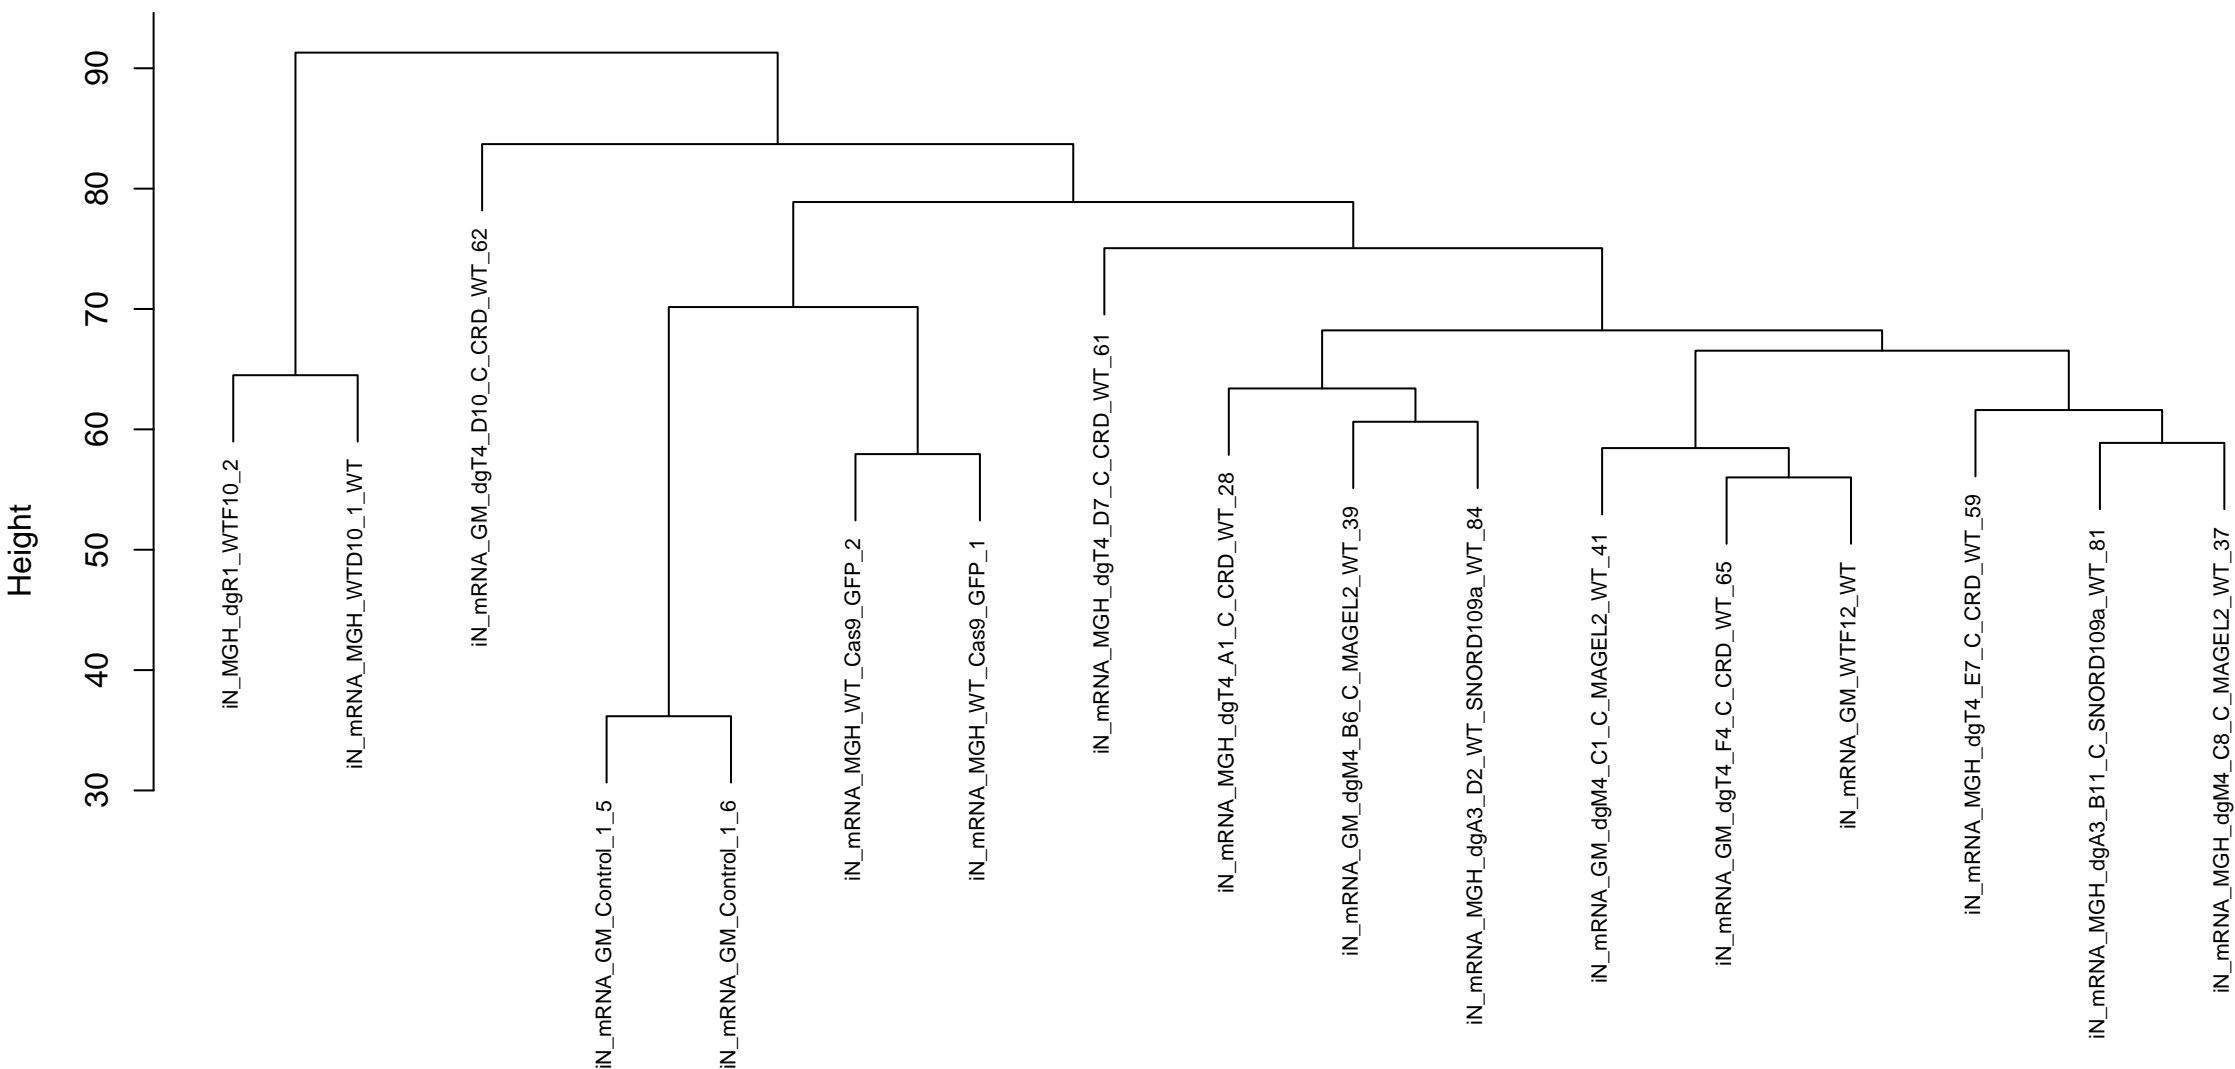 Height
90
80
70
60
50
40
30
iN_MGH_dgR1_WTF10_2
iN_mRNA_MGH_WTD10_1_WT
iN_mRNA_GM_dgT4_D10_C_CRD_WT_62
iN_mRNA_GM_Control_1_5
iN_mRNA_GM_Control_1_6
iN_mRNA_MGH_WT_Cas9_GFP_2
iN_mRNA_MGH_WT_Cas9_GFP_1
iN_mRNA_MGH_dgT4_D7_C_CRD_WT_61
iN_mRNA_MGH_dgT4_A1_C_CRD_WT_28
iN_mRNA_GM_dgM4_B6_C_MAGEL2_WT_39
iN_mRNA_MGH_dgA3_D2_WT_SNORD109a_WT_84
iN_mRNA_GM_dgM4_C1_C_MAGEL2_WT_41
iN_mRNA_GM_dgT4_F4_C_CRD_WT_65
iN_mRNA_GM_WTF12_WT
iN_mRNA_MGH_dgT4_E7_C_CRD_WT_59
iN_mRNA_MGH_dgA3_B11_C_SNORD109a_WT_81
iN_mRNA_MGH_dgM4_C8_C_MAGEL2_WT_37